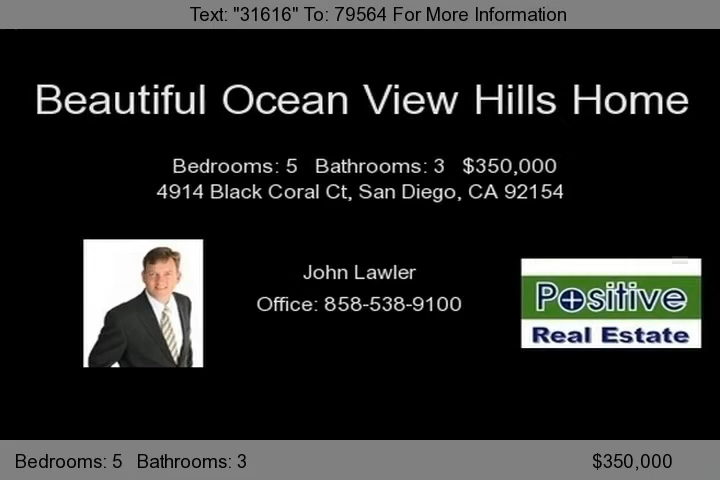 Text: "31616" To: 79564 For More Information
Beautiful Ocean View Hills Home
Bedrooms: 5 Bathrooms: 3 $350,000
4914 Black Coral Ct, San Diego, CA 92154
John Lawler
Office: 858-538-9100
Positive
Real Estate
Bedrooms: 5 Bathrooms: 3 $350,000